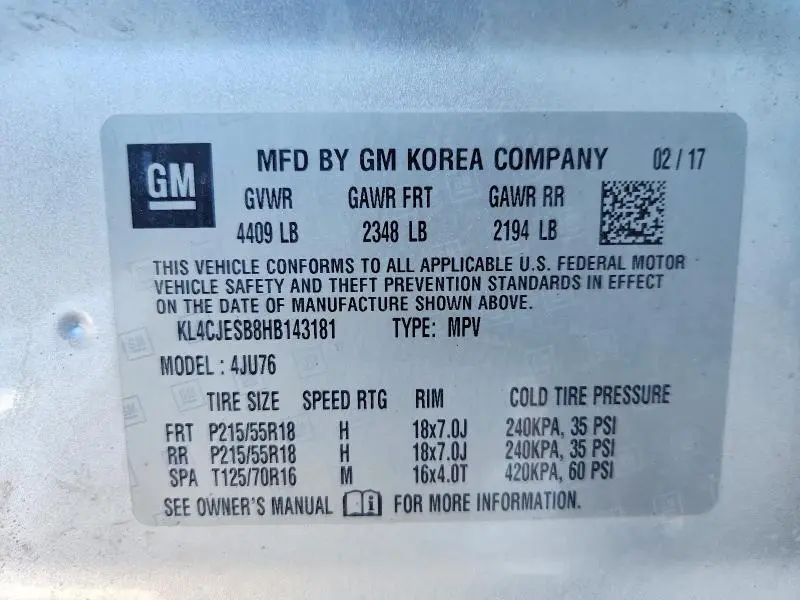 GM
MFD BY GM KOREA COMPANY 02 / 17
GVWR GAWR FRT GAWR RR
4409 LB 2348 LB 2194 LB
THIS VEHICLE CONFORMS TO ALL APPLICABLE U.S. FEDERAL MOTOR
VEHICLE SAFETY AND THEFT PREVENTION STANDARDS IN EFFECT
ON THE DATE OF MANUFACTURE SHOWN ABOVE.
KL4CJESB8HB143181 TYPE: MPV
MODEL : 4JU76
TIRE SIZE SPEED RTG RIM COLD TIRE PRESSURE
FRT P215/55R18 H 18x7.0J 240KPA, 35 PSI
RR P215/55R18 H 18x7.0J 240KPA, 35 PSI
SPA T125/70R16 M 16x4.0T 420KPA, 60 PSI
SEE OWNER'S MANUAL FOR MORE INFORMATION.